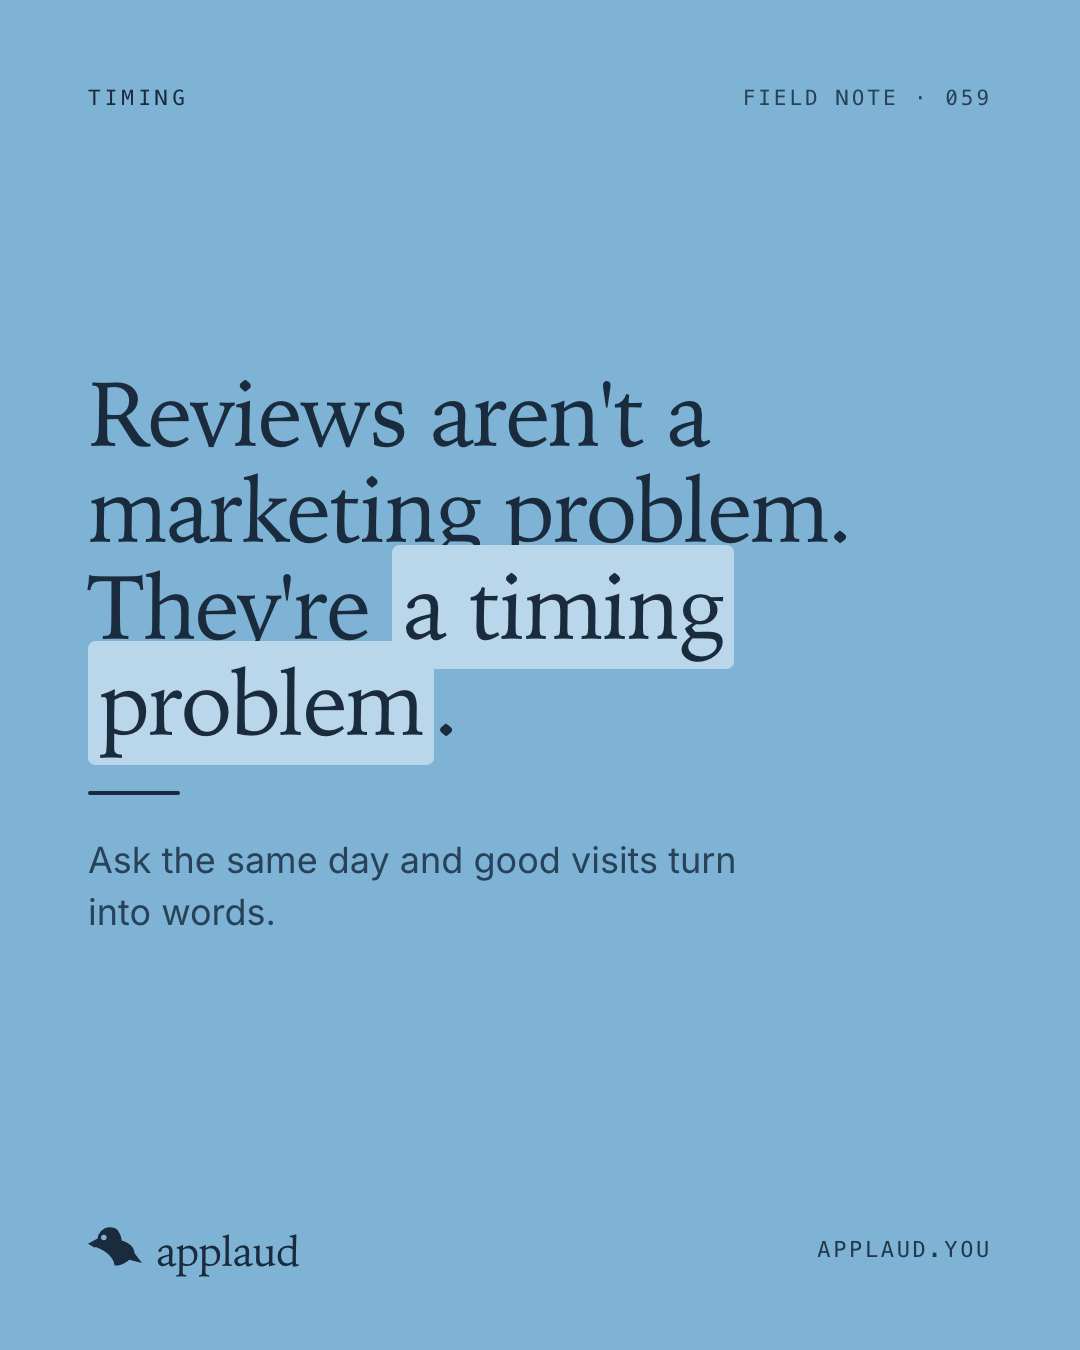 TIMING
FIELD NOTE · 059
Reviews aren't a
marketing problem.
They're a timing
problem.
Ask the same day and good visits turn
into words.
applaud
APPLAUD.YOU